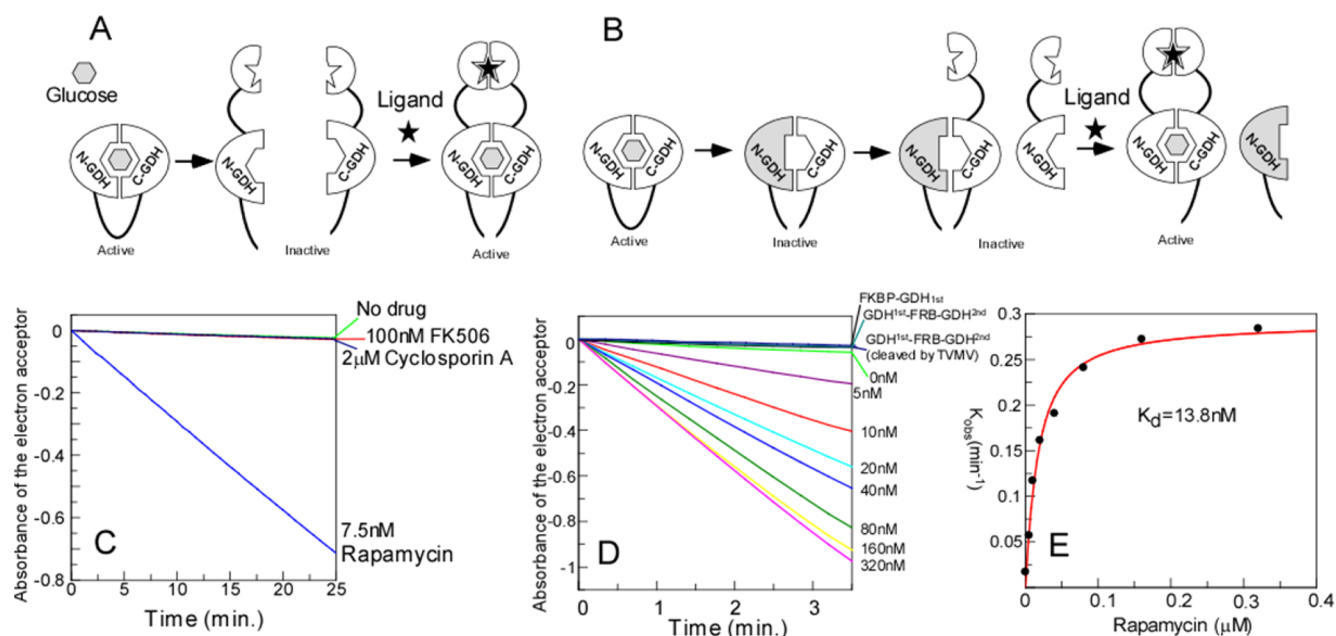 A
Glucose
N-GDH
C-GDH
Active
N-GDH
C-GDH
Inactive
Ligand
N-GDH
C-GDH
Active
B
N-GDH
C-GDH
Active
N-GDH
C-GDH
Inactive
N-GDH
C-GDH
N-GDH
Inactive
Ligand
N-GDH
C-GDH
Active
N-GDH
C
Absorbance of the electron acceptor
0
-0.2
-0.4
-0.6
-0.8
0
5
10
15
20
25
Time (min.)
No drug
100nM FK506
2μM Cyclosporin A
7.5nM
Rapamycin
D
Absorbance of the electron acceptor
0
-0.2
-0.4
-0.6
-0.8
-1
0
1
2
3
Time (min.)
FKBP-GDH1st
GDH1st-FRB-GDH2nd
GDH1st-FRB-GDH2nd
(cleaved by TVMV)
0nM
5nM
10nM
20nM
40nM
80nM
160nM
320nM
E
Kobs(min-1)
0.3
0.25
0.2
0.15
0.1
0.05
0
0.1
0.2
0.3
0.4
Rapamycin (μM)
Kd=13.8nM